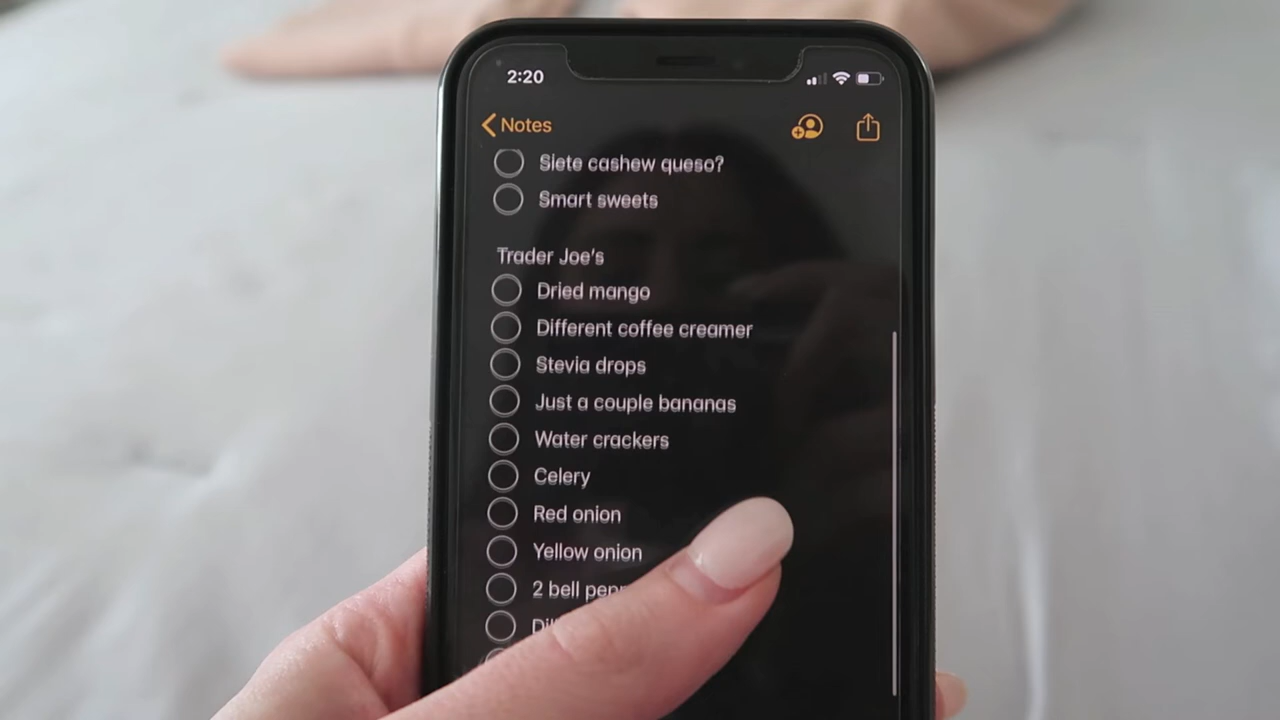 2:20
Notes
Siete cashew queso?
Smart sweets
Trader Joe's
Dried mango
Different coffee creamer
Stevia drops
Just a couple bananas
Water crackers
Celery
Red onion
Yellow onion
2 bell